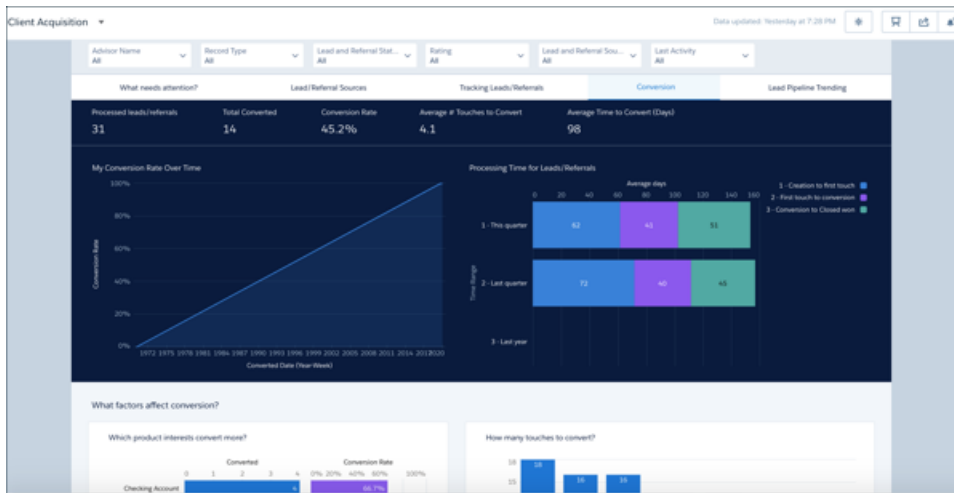 Client Acquisition
Data updated: Yesterday at 7:28 PM
Advisor Name
All
Record Type
All
Lead and Referral Stat...
All
Rating
All
Lead and Referral Sou...
All
Last Activity
All
What needs attention?
Lead/Referral Sources
Tracking Leads/Referrals
Conversion
Lead Pipeline Trending
Processed leads/referrals
31
Total Converted
14
Conversion Rate
45.2%
Average # Touches to Convert
4.1
Average Time to Convert (Days)
98
My Conversion Rate Over Time
100%
80%
60%
40%
20%
0%
Conversion Rate
1972 1975 1978 1981 1984 1987 1990 1993 1996 1999 2002 2005 2008 2011 2014 2017 2020
Converted Date (Year-Week)
Processing Time for Leads/Referrals
Average days
0 20 40 60 80 100 120 140 160
Time Range
1 - This quarter
62 41 51
2 - Last quarter
72 40 45
3 - Last year
1 - Creation to first touch
2 - First touch to conversion
3 - Conversion to Closed won
What factors affect conversion?
Which product interests convert more?
Converted
0 1 2 3 4
Conversion Rate
0% 20% 40% 60% 100%
Checking Account
4
66.7%
How many touches to convert?
18
15
18
16
16